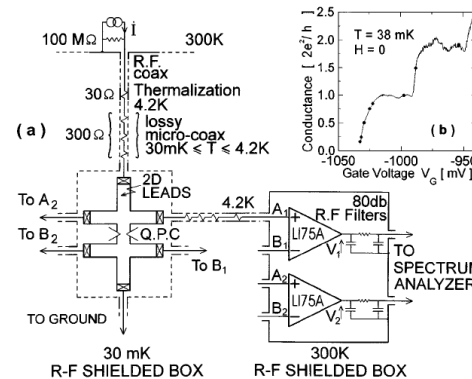 100 MΩ
i
300K
R.F.
coax
30Ω
Thermalization
4.2K
( a )
300Ω
lossy
micro-coax
30mK ⩽ T ⩽ 4.2K
2D
LEADS
To A2
To B2
Q.P.C
To B1
TO GROUND
30 mK
R-F SHIELDED BOX
4.2K
80db
R.F Filters
A1
+
B1
−
LI75A
V1
A2
+
B2
−
LI75A
V2
TO
SPECTRUM
ANALYZER
300K
R-F SHIELDED BOX
Conductance [ 2e²/h ]
2.5
2.0
1.5
1.0
0.5
0.0
T = 38 mK
H = 0
( b )
-1050
-1000
-950
Gate Voltage VG [ mV ]